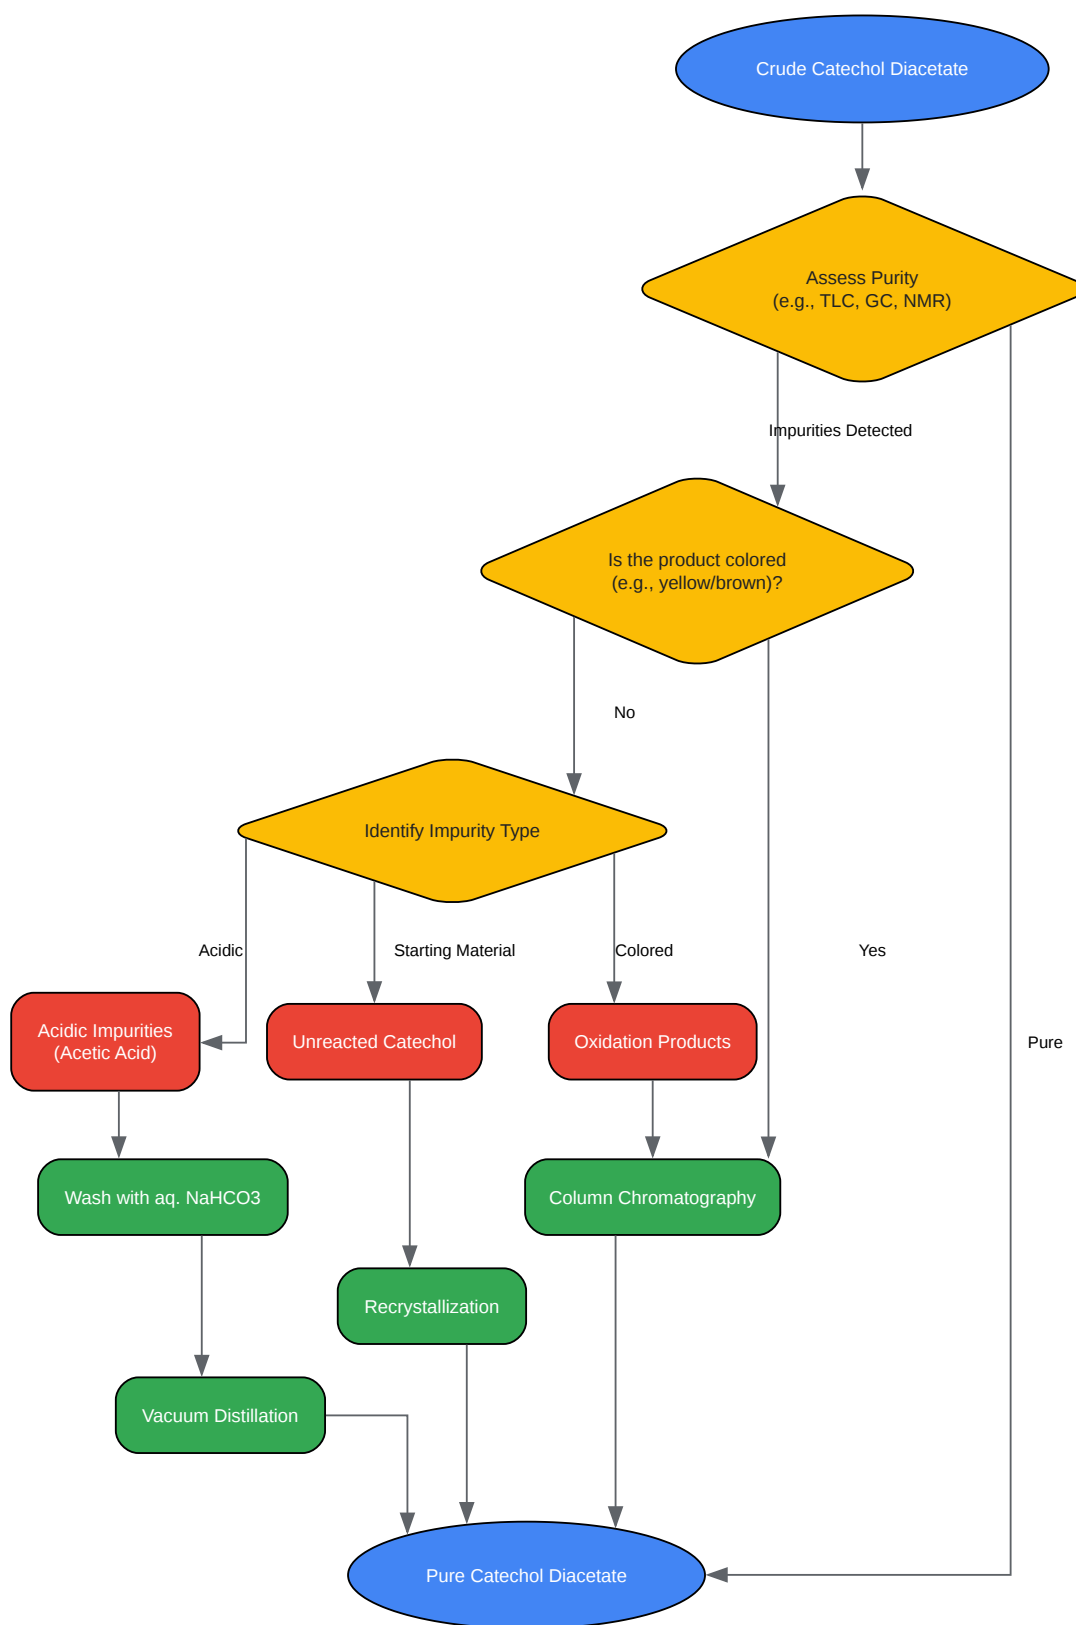 Crude Catechol Diacetate
Assess Purity
(e.g., TLC, GC, NMR)
Impurities Detected
Is the product colored
(e.g., yellow/brown)?
No
Identify Impurity Type
Acidic
Starting Material
Colored
Yes
Acidic Impurities
(Acetic Acid)
Unreacted Catechol
Oxidation Products
Pure
Wash with aq. NaHCO3
Column Chromatography
Recrystallization
Vacuum Distillation
Pure Catechol Diacetate